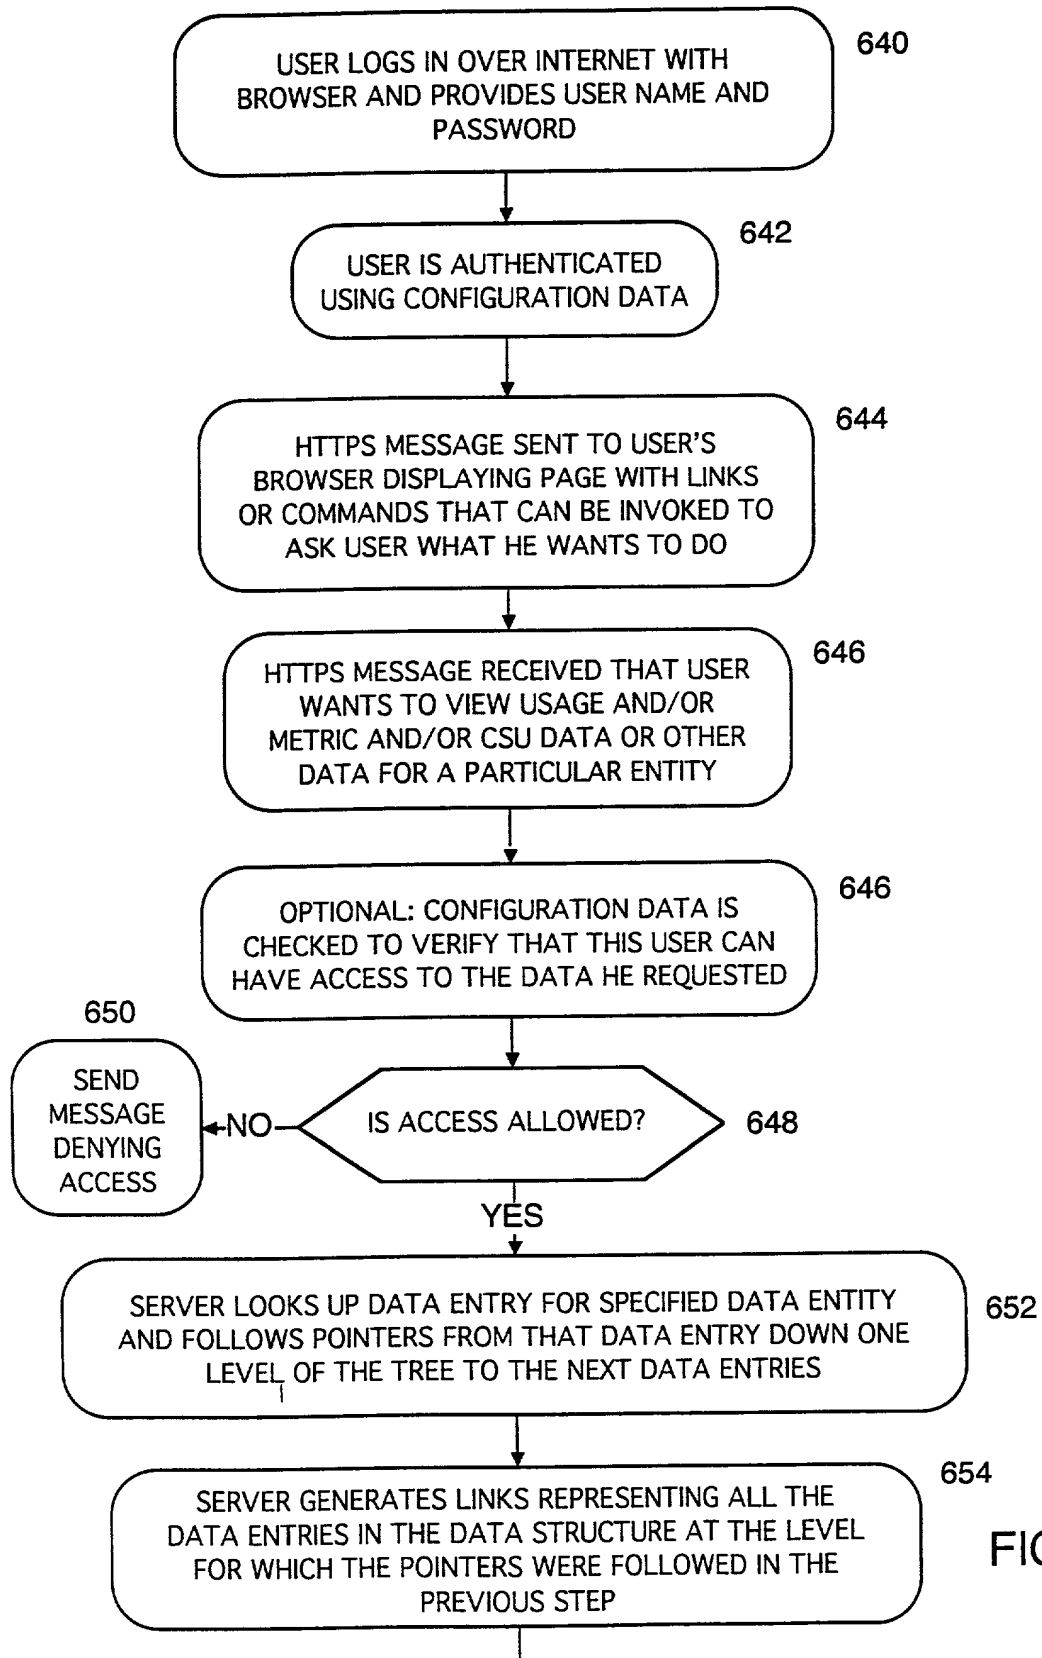 640
USER LOGS IN OVER INTERNET WITH
BROWSER AND PROVIDES USER NAME AND
PASSWORD
642
USER IS AUTHENTICATED
USING CONFIGURATION DATA
644
HTTPS MESSAGE SENT TO USER'S
BROWSER DISPLAYING PAGE WITH LINKS
OR COMMANDS THAT CAN BE INVOKED TO
ASK USER WHAT HE WANTS TO DO
646
HTTPS MESSAGE RECEIVED THAT USER
WANTS TO VIEW USAGE AND/OR
METRIC AND/OR CSU DATA OR OTHER
DATA FOR A PARTICULAR ENTITY
646
OPTIONAL: CONFIGURATION DATA IS
CHECKED TO VERIFY THAT THIS USER CAN
HAVE ACCESS TO THE DATA HE REQUESTED
650
SEND
MESSAGE
DENYING
ACCESS
NO
IS ACCESS ALLOWED?
648
YES
SERVER LOOKS UP DATA ENTRY FOR SPECIFIED DATA ENTITY
AND FOLLOWS POINTERS FROM THAT DATA ENTRY DOWN ONE
LEVEL OF THE TREE TO THE NEXT DATA ENTRIES
652
654
SERVER GENERATES LINKS REPRESENTING ALL THE
DATA ENTRIES IN THE DATA STRUCTURE AT THE LEVEL
FOR WHICH THE POINTERS WERE FOLLOWED IN THE
PREVIOUS STEP